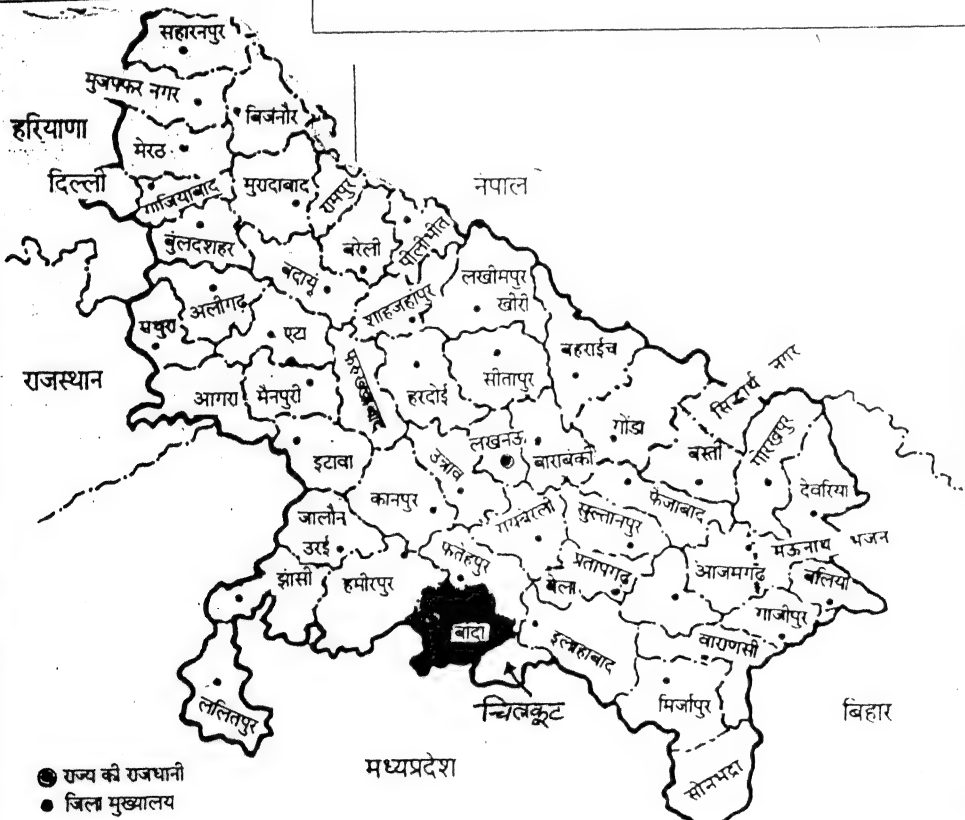 सहारनपुर
मुजफ्फर नगर
बिजनौर
हरियाणा
मेरठ
दिल्ली
गाजियाबाद
मुरादाबाद
रामपुर
नेपाल
बुंलदशहर
बदायूं
बरेली
पीलीभीत
लखीमपुर
खीरी
अलीगढ़
शाहजहांपुर
मथुरा
एटा
बहराईच
राजस्थान
आगरा
मैनपुरी
फरुखाबाद
हरदोई
सीतापुर
सिद्धार्थ नगर
इटावा
उन्नाव
लखनऊ
बाराबंकी
गोंडा
बस्ती
गोरखपुर
देवरिया
कानपुर
जालौन
उरई
रायबरेली
सुल्तानपुर
फैजाबाद
मऊनाथ भजन
झांसी
हमीरपुर
फतेहपुर
बेला
प्रतापगढ़
आजमगढ़
बलिया
गाजीपुर
बांदा
इलाहाबाद
वाराणसी
ललितपुर
चित्रकूट
मिर्जापुर
बिहार
मध्यप्रदेश
सोनभद्रा
राज्य की राजधानी
जिला मुख्यालय